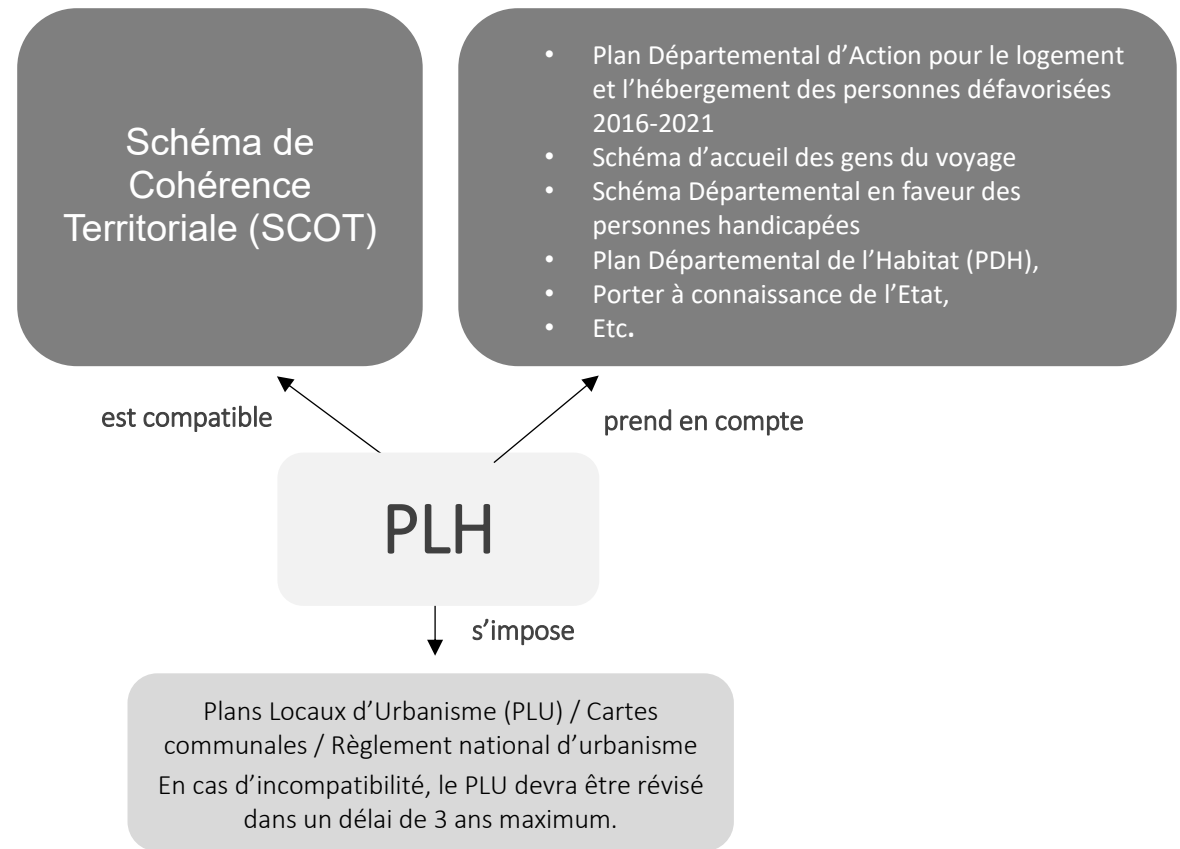 Schéma de
Cohérence
Territoriale (SCOT)
• Plan Départemental d’Action pour le logement
et l’hébergement des personnes défavorisées
2016-2021
• Schéma d’accueil des gens du voyage
• Schéma Départemental en faveur des
personnes handicapées
• Plan Départemental de l’Habitat (PDH),
• Porter à connaissance de l’Etat,
• Etc.
est compatible
prend en compte
PLH
s’impose
Plans Locaux d’Urbanisme (PLU) / Cartes
communales / Règlement national d’urbanisme
En cas d’incompatibilité, le PLU devra être révisé
dans un délai de 3 ans maximum.